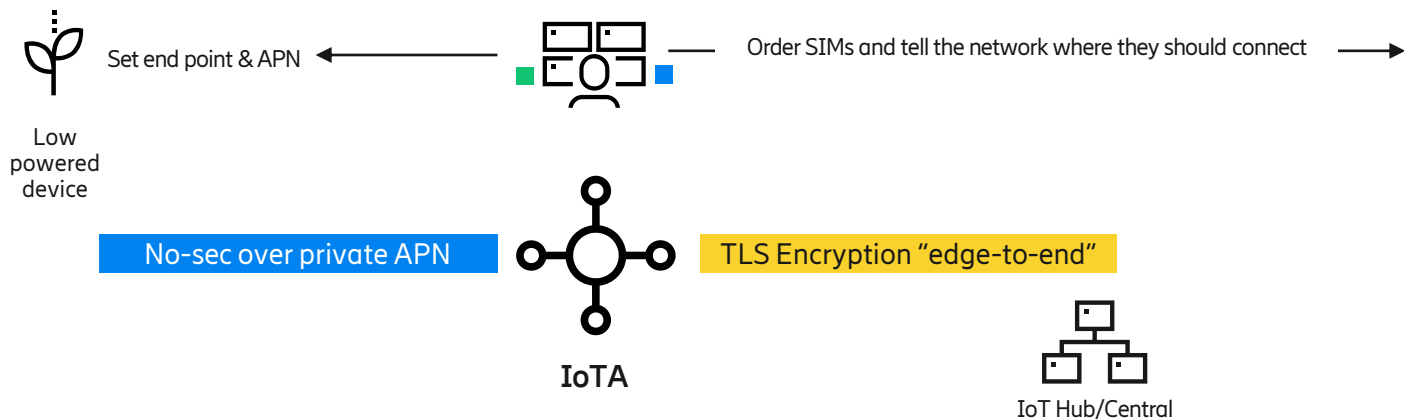 Set end point & APN
Order SIMs and tell the network where they should connect
Low
powered
device
No-sec over private APN
TLS Encryption “edge-to-end”
IoTA
IoT Hub/Central